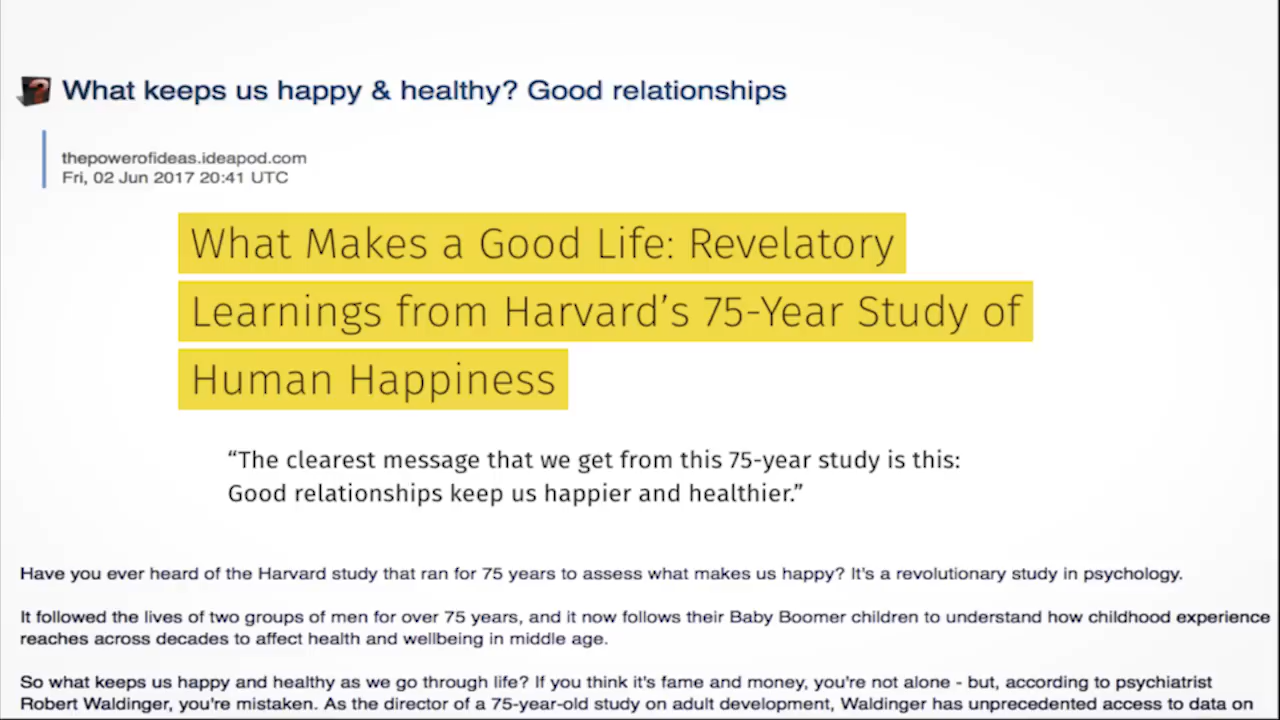 What keeps us happy & healthy? Good relationships
thepowerofideas.ideapod.com
Fri, 02 Jun 2017 20:41 UTC
What Makes a Good Life: Revelatory
Learnings from Harvard’s 75-Year Study of
Human Happiness
“The clearest message that we get from this 75-year study is this:
Good relationships keep us happier and healthier.”
Have you ever heard of the Harvard study that ran for 75 years to assess what makes us happy? It's a revolutionary study in psychology.
It followed the lives of two groups of men for over 75 years, and it now follows their Baby Boomer children to understand how childhood experience
reaches across decades to affect health and wellbeing in middle age.
So what keeps us happy and healthy as we go through life? If you think it's fame and money, you're not alone - but, according to psychiatrist
Robert Waldinger, you're mistaken. As the director of a 75-year-old study on adult development, Waldinger has unprecedented access to data on